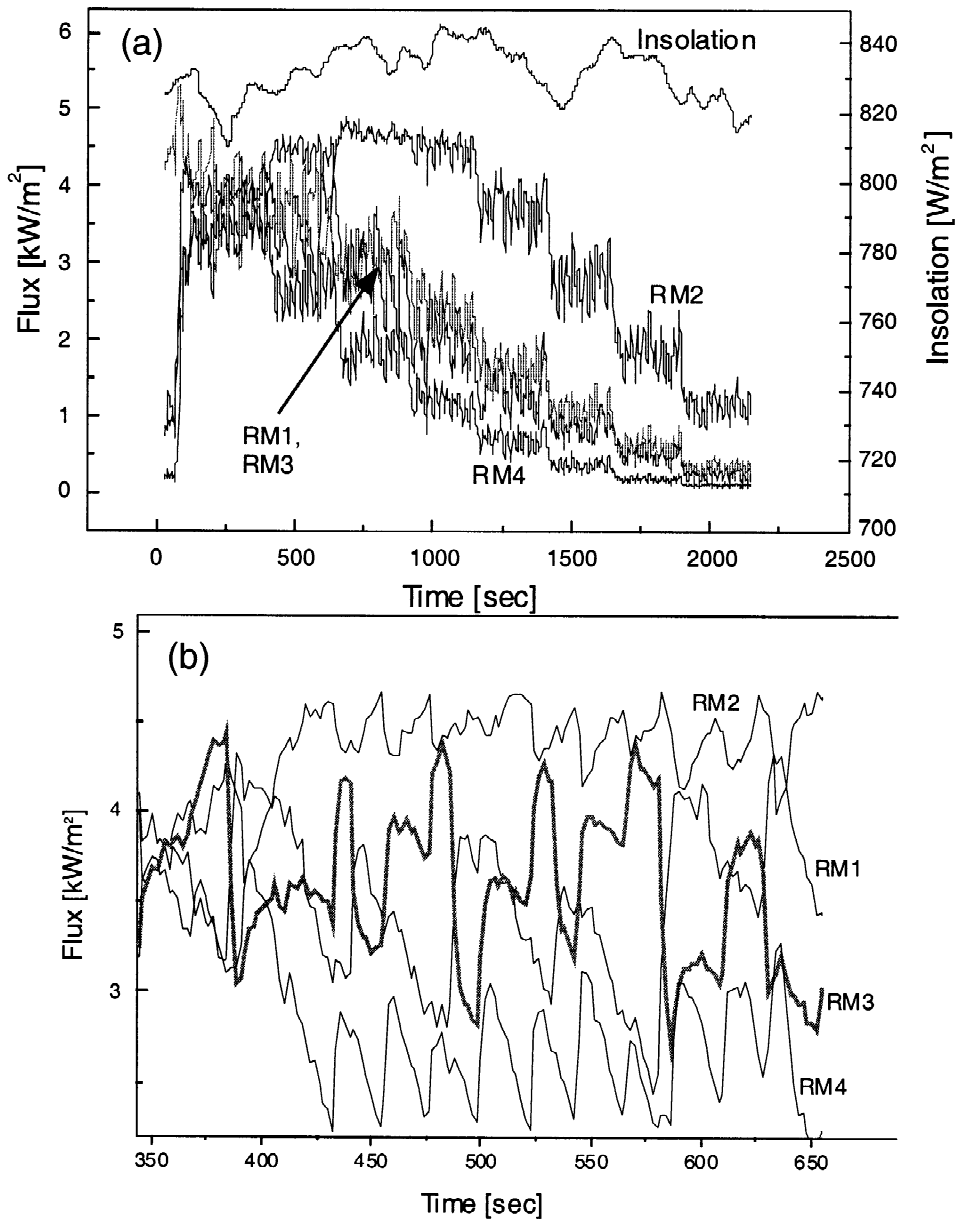 (a)
Insolation
6
5
4
3
2
1
0
Flux [kW/m²]
840
820
800
780
760
740
720
700
Insolation [W/m²]
RM2
RM1,
RM3
RM4
0 500 1000 1500 2000 2500
Time [sec]
(b)
5
4
3
Flux [kW/m²]
RM2
RM1
RM3
RM4
350 400 450 500 550 600 650
Time [sec]